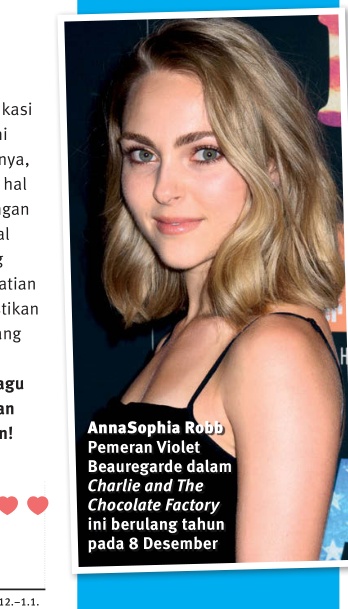 kasi
ni
nya,
hal
ngan
al
g
atian
tikan
ang
agu
an
n!
12.–1.1.
AnnaSophia Robb
Pemeran Violet
Beauregarde dalam
Charlie and The
Chocolate Factory
ini berulang tahun
pada 8 Desember
H